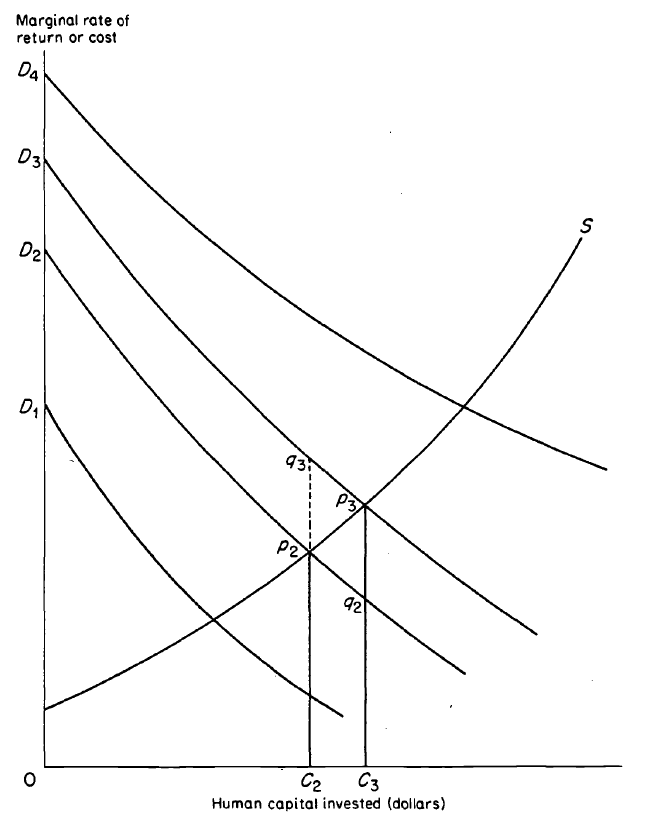 Marginal rate of
return or cost
D4
D3
S
D2
D1
q3
p3
p2
q2
O
C2
C3
Human capital invested (dollars)